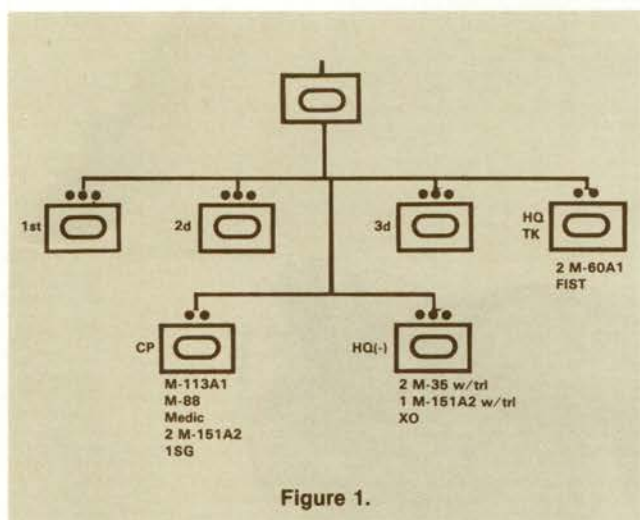 1st
2d
3d
HQ
TK
2 M-60A1
FIST
CP
M-113A1
M-88
Medic
2 M-151A2
1SG
HQ(-)
2 M-35 w/trl
1 M-151A2 w/trl
XO
Figure 1.